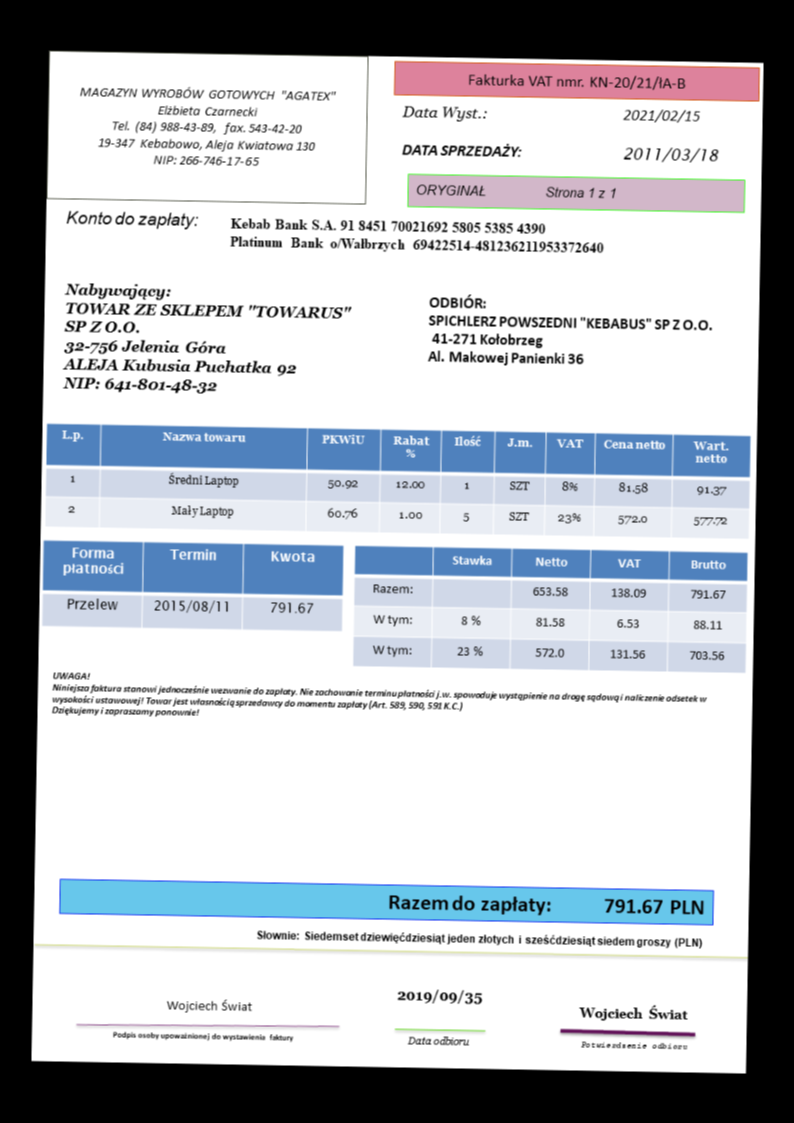 MAGAZYN WYROBÓW GOTOWYCH "AGATEX"
Elżbieta Czarnecki
Tel. (84) 988-43-89, fax. 543-42-20
19-347 Kebabowo, Aleja Kwiatowa 130
NIP: 266-746-17-65
Fakturka VAT nmr. KN-20/21/łA-B
Data Wyst.: 2021/02/15
DATA SPRZEDAŻY: 2011/03/18
ORYGINAŁ Strona 1 z 1
Konto do zapłaty:
Kebab Bank S.A. 91 8451 70021692 5805 5385 4390
Platinum Bank o/Wałbrzych 69422514-481236211953372640
Nabywający:
TOWAR ZE SKLEPEM "TOWARUS"
SP Z O.O.
32-756 Jelenia Góra
ALEJA Kubusia Puchatka 92
NIP: 641-801-48-32
ODBIÓR:
SPICHLERZ POWSZEDNI "KEBABUS" SP Z O.O.
41-271 Kołobrzeg
Al. Makowej Panienki 36
L.p. Nazwa towaru PKWiU Rabat % Ilość J.m. VAT Cena netto Wart. netto
1 Średni Laptop 50.92 12.00 1 SZT 8% 81.58 91.37
2 Mały Laptop 60.76 1.00 5 SZT 23% 572.0 577.72
Forma płatności Termin Kwota
Przelew 2015/08/11 791.67
Stawka Netto VAT Brutto
Razem: 653.58 138.09 791.67
W tym: 8 % 81.58 6.53 88.11
W tym: 23 % 572.0 131.56 703.56
UWAGA!
Niniejsza faktura stanowi jednocześnie wezwanie do zapłaty. Nie zachowanie terminu płatności j.w. spowoduje wystąpienie na drogę sądową i naliczenie odsetek w
wysokości ustawowej! Towar jest własnością sprzedawcy do momentu zapłaty (Art. 589, 590, 591 K.C.)
Dziękujemy i zapraszamy ponownie!
Razem do zapłaty: 791.67 PLN
Słownie: Siedemset dziewięćdziesiąt jeden złotych i sześćdziesiąt siedem groszy (PLN)
Wojciech Świat
Podpis osoby upoważnionej do wystawienia faktury
2019/09/35
Data odbioru
Wojciech Świat
Potwierdzenie odbioru